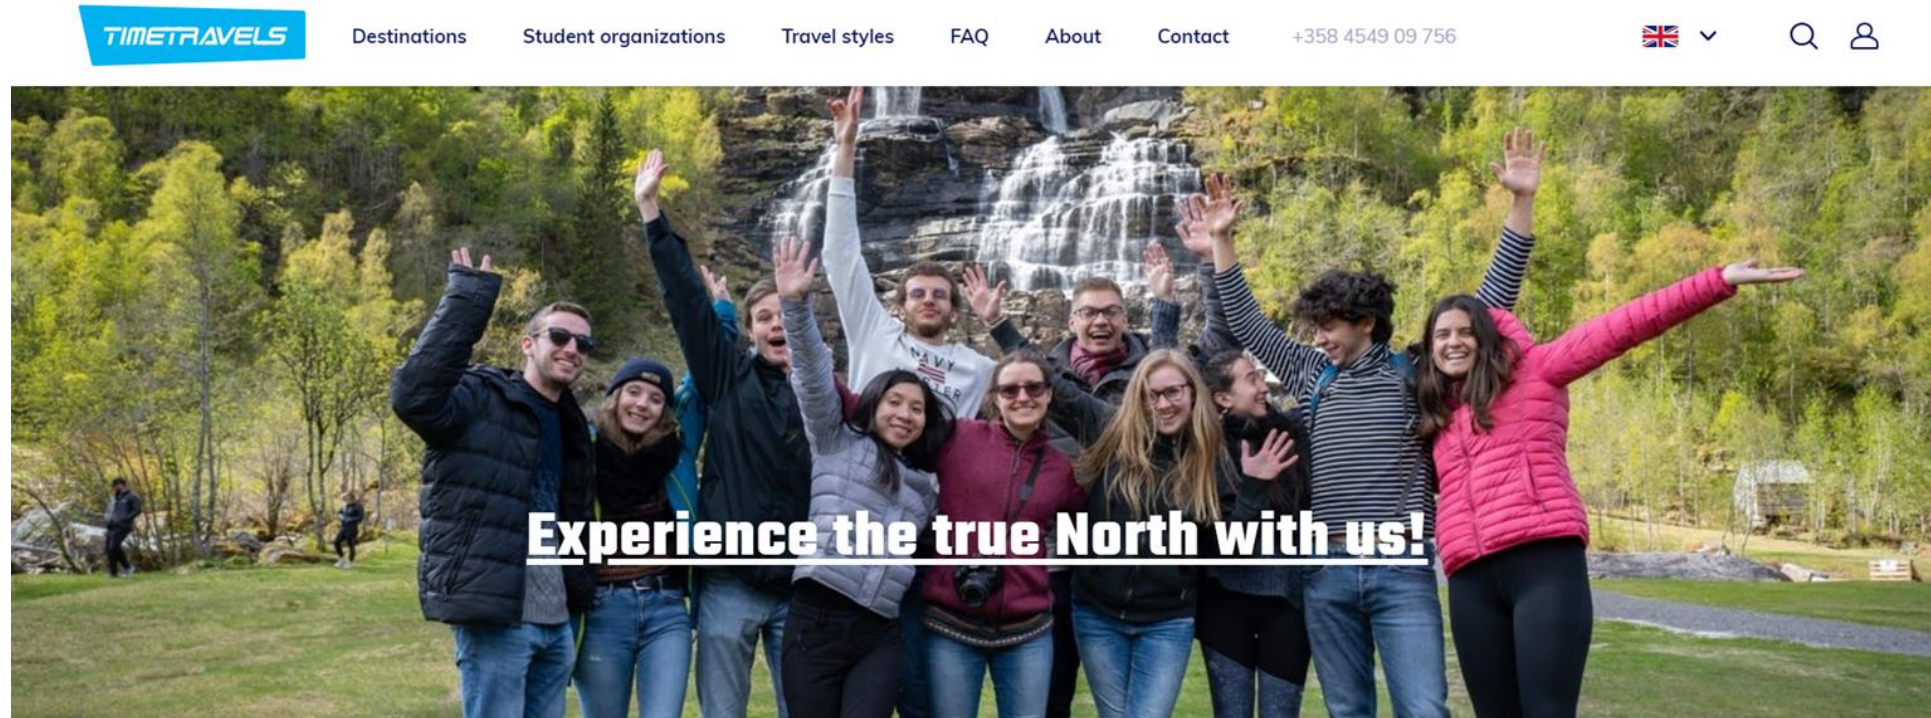 TIMETRAVELS
Destinations
Student organizations
Travel styles
FAQ
About
Contact
+358 4549 09 756
NAVY
Experience the true North with us!